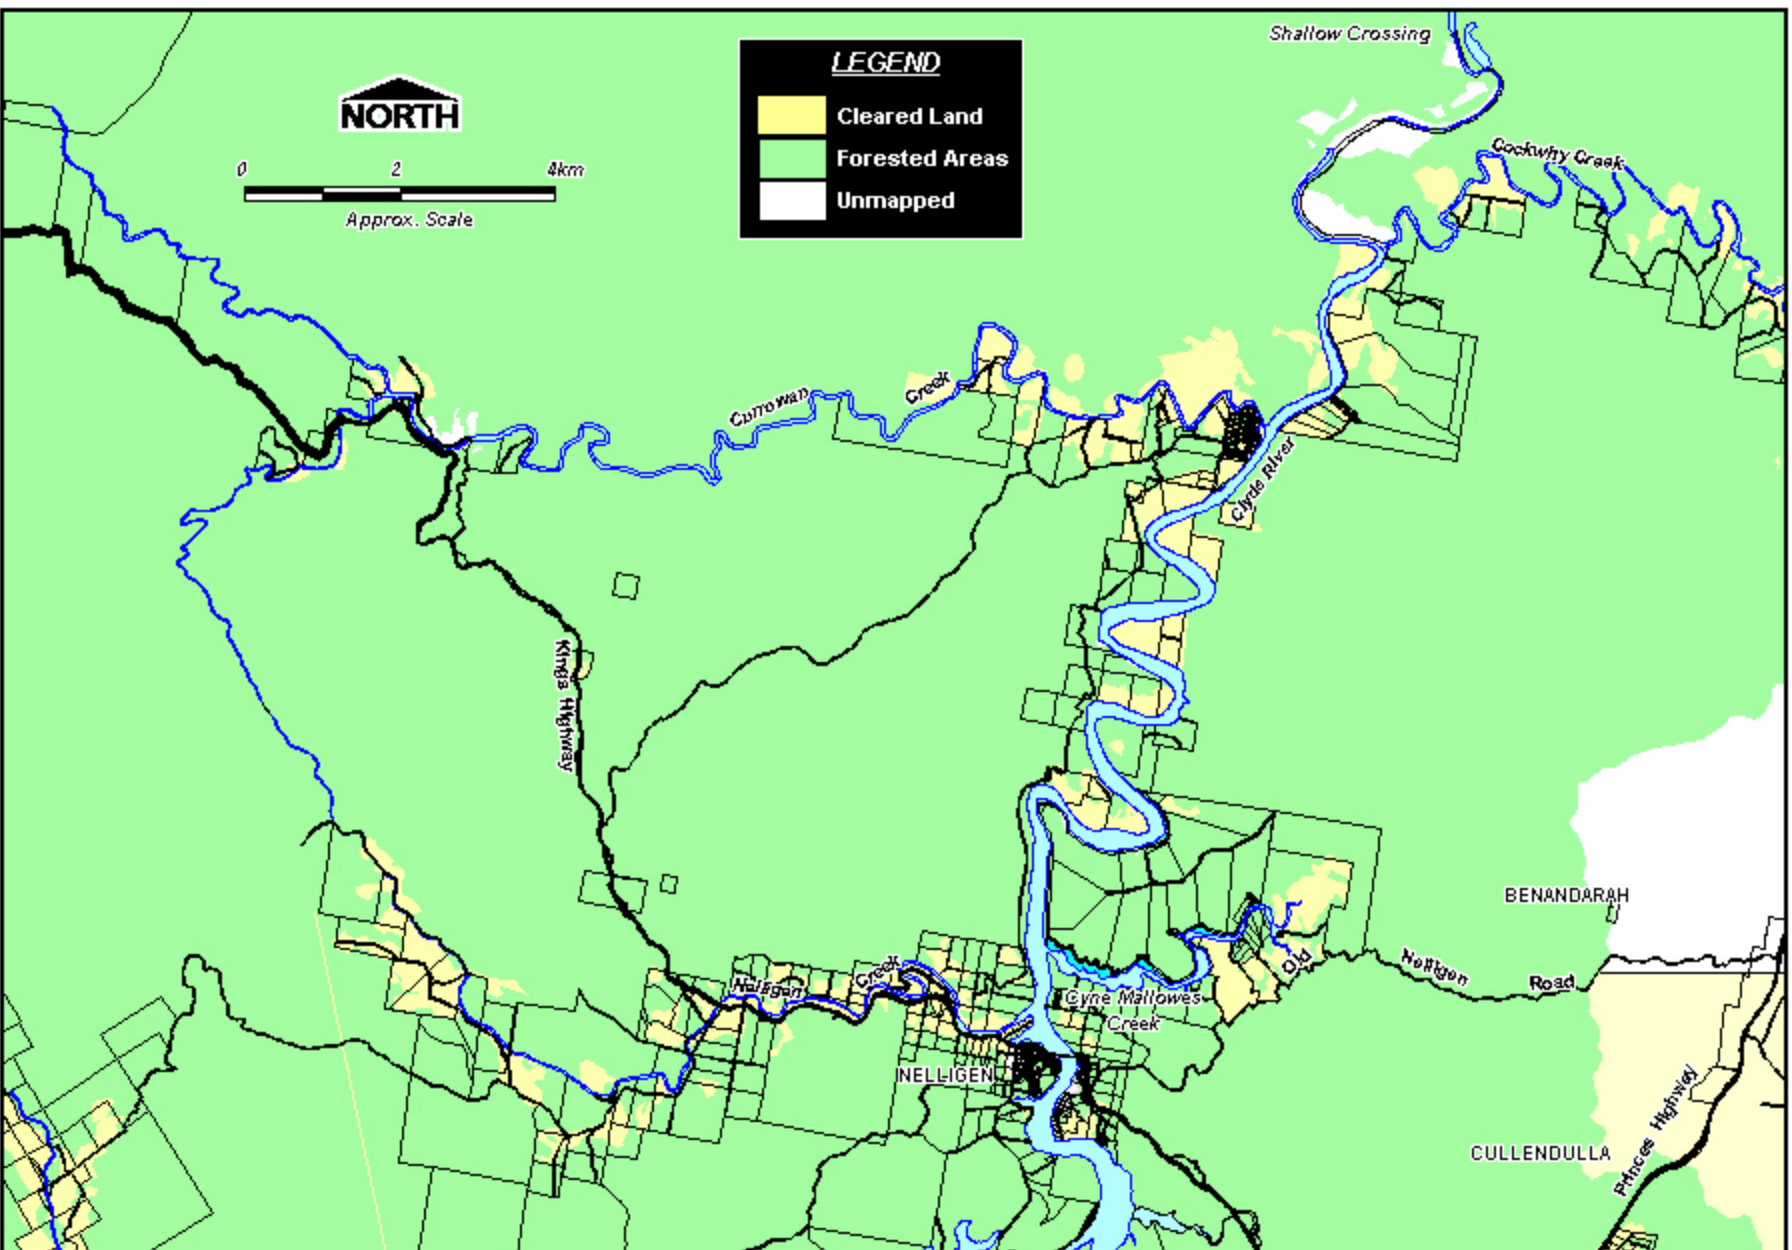 Shallow Crossing
LEGEND
Cleared Land
Forested Areas
Unmapped
NORTH
0 2 4km
Approx. Scale
Cockwhy Creek
Currowan Creek
Clyde River
Kings Highway
BENANDARAH
Old Nelligen Road
Nelligen Creek
Cyne Mallowes
Creek
NELLIGEN
Princes Highway
CULLENDULLA